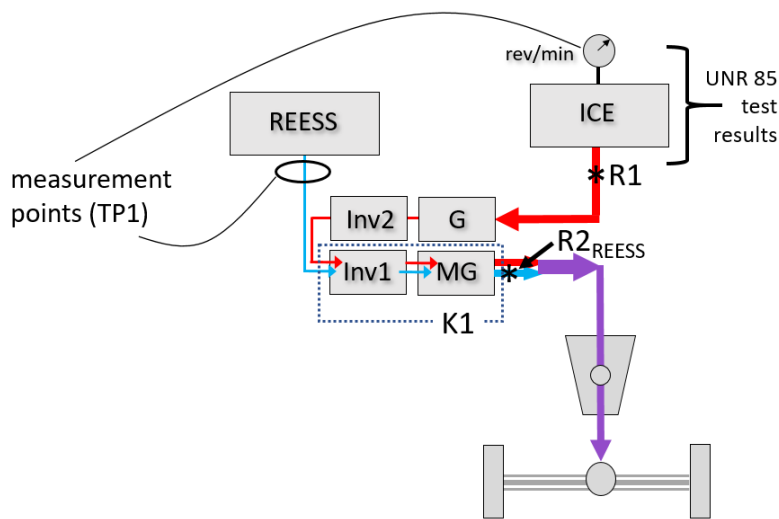 rev/min
UNR 85
test
results
REESS
ICE
R1
measurement
points (TP1)
Inv2
G
R2REESS
Inv1
MG
K1